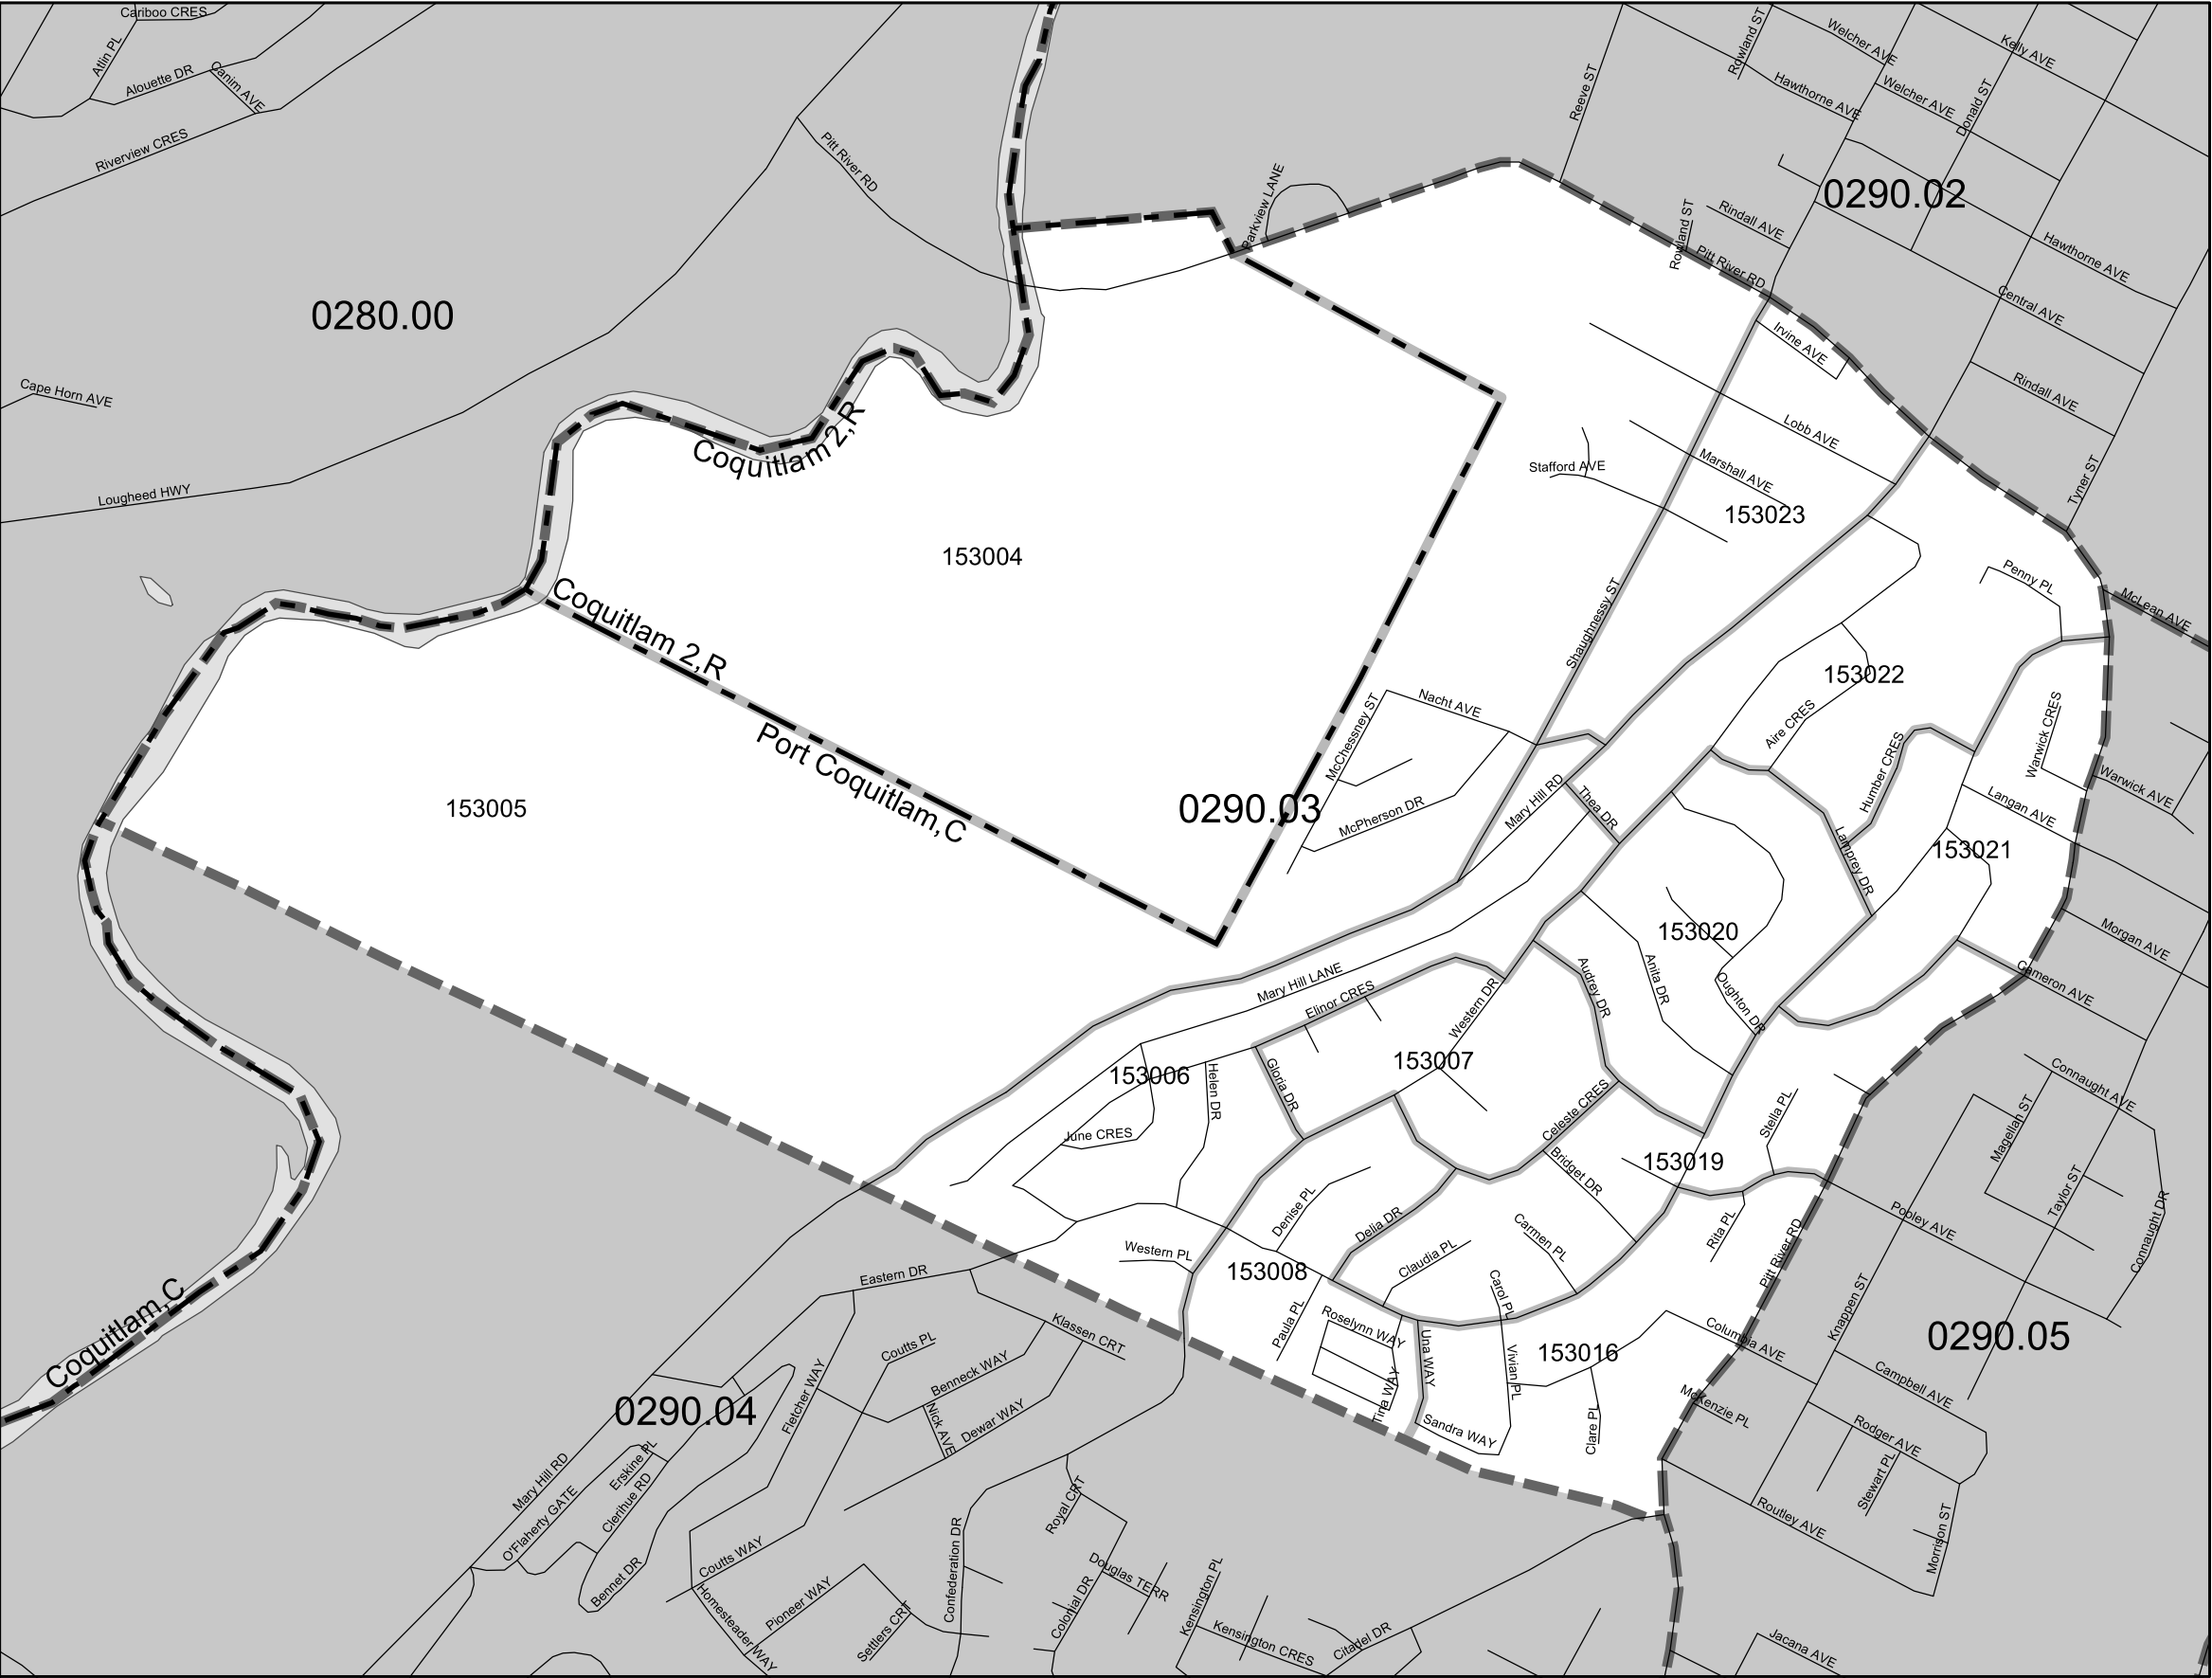 Cariboo CRES
Atlin PL
Alouette DR
Canim AVE
Riverview CRES
Pitt River RD
0280.00
Cape Horn AVE
Lougheed HWY
Reeve ST
Rowland ST
Welcher AVE
Kelly AVE
Hawthorne AVE
Welcher AVE
Donald ST
0290.02
Parkview LANE
Rindall AVE
Rowland ST
Pitt River RD
Hawthorne AVE
Central AVE
Irvine AVE
Rindall AVE
Lobb AVE
Marshall AVE
Stafford AVE
Tyner ST
153023
Coquitlam 2,R
153004
Coquitlam 2,R
Port Coquitlam,C
153005
Shaughnessy ST
Penny PL
McLean AVE
153022
Aire CRES
Nacht AVE
McChessney ST
McPherson DR
0290.03
Mary Hill RD
Thea DR
Humber CRES
Warwick CRES
Warwick AVE
Langan AVE
Lamprey DR
153021
153020
Morgan AVE
Cameron AVE
Audrey DR
Anita DR
Oughton DR
Mary Hill LANE
Elinor CRES
Western DR
153007
153006
Helen DR
Gloria DR
June CRES
Celeste CRES
Stella PL
Connaught AVE
Magellan ST
153019
Bridget DR
Denise PL
Delia DR
Carmen PL
Rita PL
Taylor ST
Connaught DR
Pooley AVE
Pitt River RD
Western PL
153008
Claudia PL
Carol PL
Eastern DR
Coquitlam,C
Paula PL
Roselynn WAY
Una WAY
Vivian PL
153016
Columbia AVE
Knappen ST
0290.05
Klassen CRT
Coutts PL
Benneck WAY
Fletcher WAY
Nick AVE
Dewar WAY
0290.04
Tina WAY
Sandra WAY
Clare PL
McKenzie PL
Campbell AVE
Rodger AVE
Stewart PL
Mary Hill RD
Erskine PL
Clerihue RD
O'Flaherty GATE
Bennet DR
Coutts WAY
Homesteader WAY
Pioneer WAY
Settlers CRT
Confederation DR
Royal CRT
Douglas TERR
Colonial DR
Kensington PL
Kensington CRES
Citadel DR
Routley AVE
Morrison ST
Jacana AVE